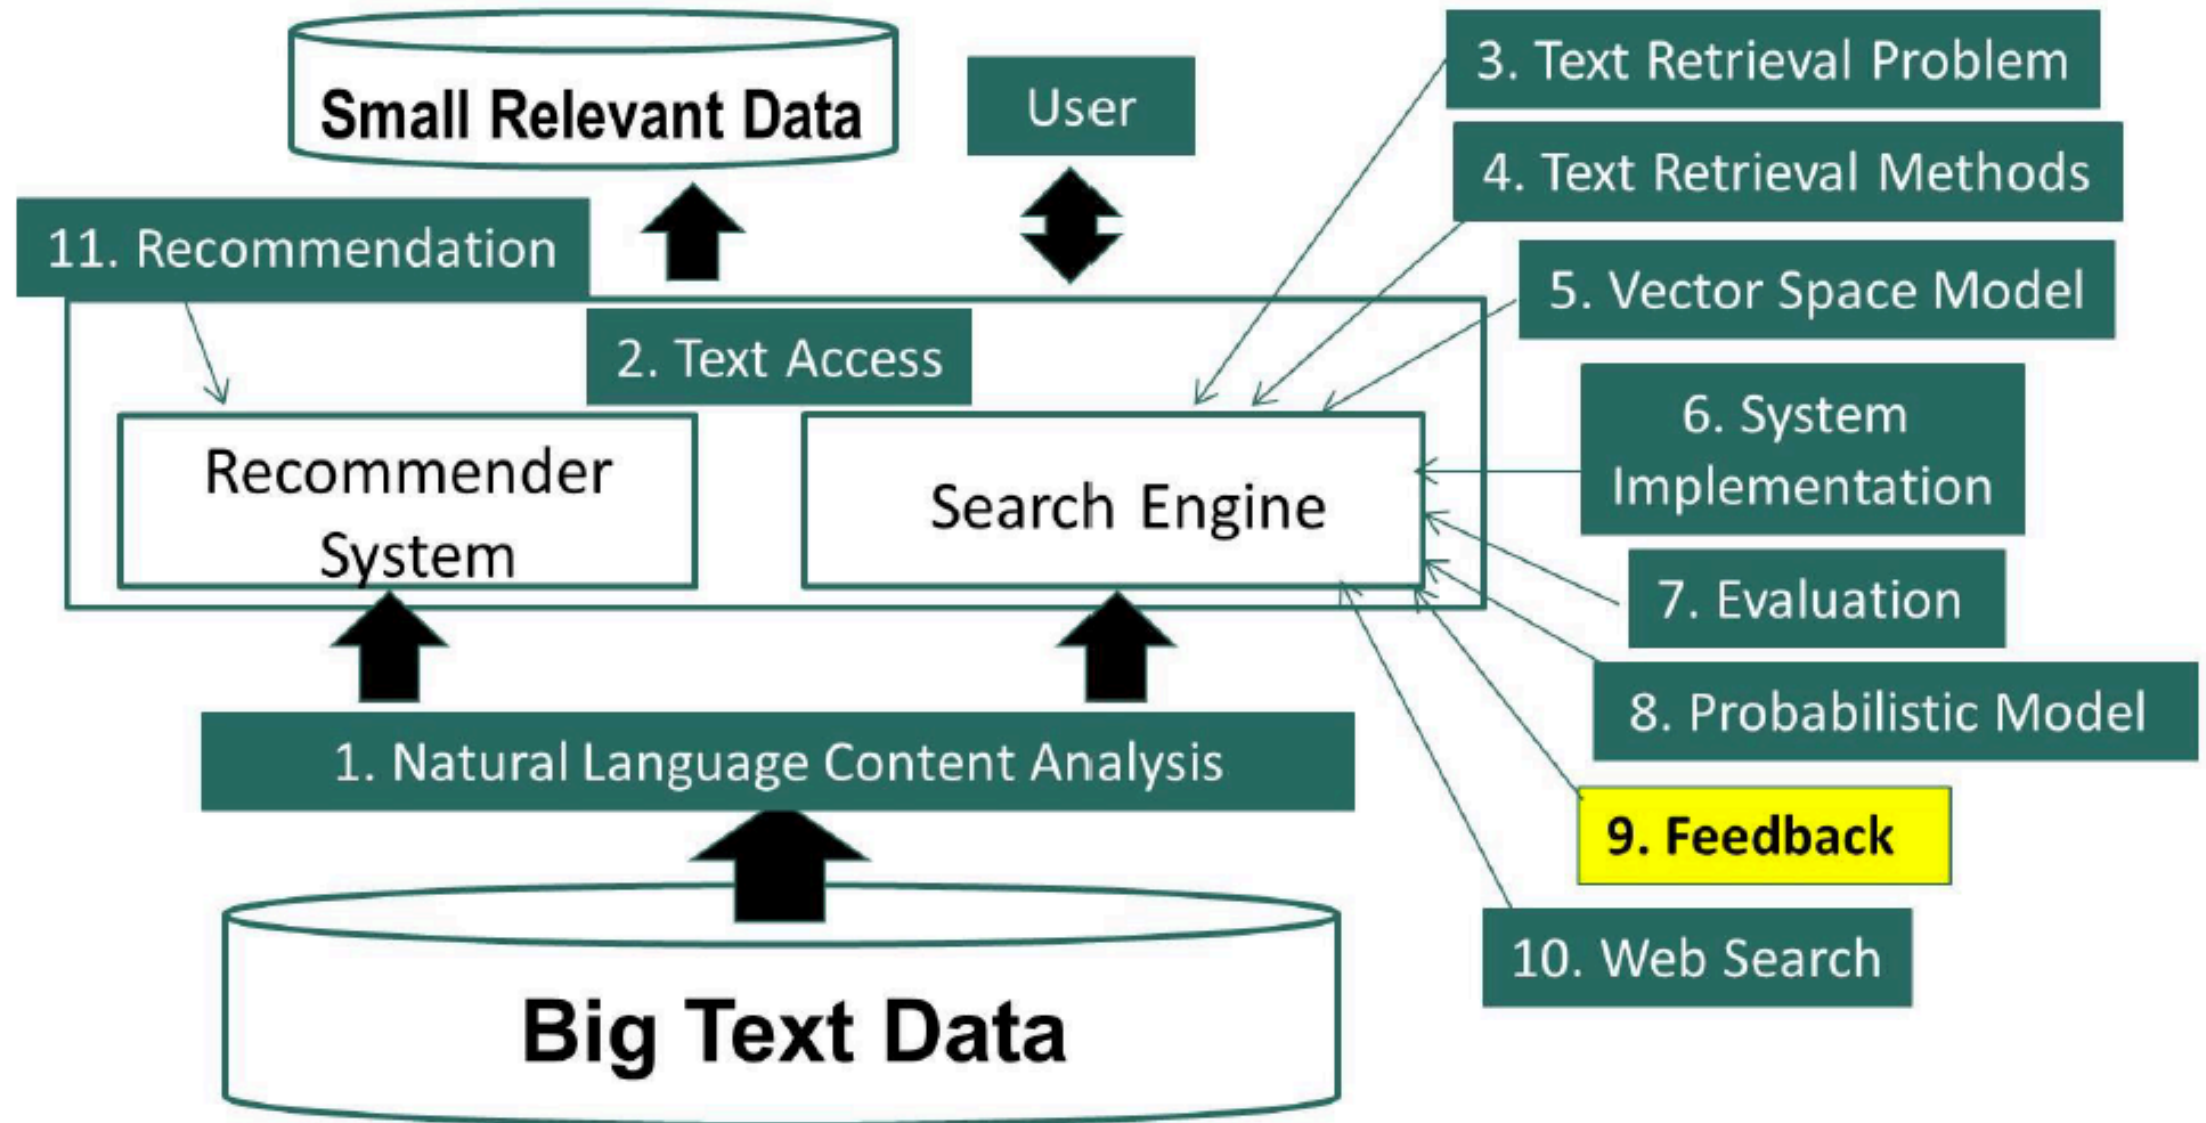 Small Relevant Data
User
3. Text Retrieval Problem
4. Text Retrieval Methods
11. Recommendation
5. Vector Space Model
2. Text Access
6. System
Implementation
Recommender
System
Search Engine
7. Evaluation
8. Probabilistic Model
1. Natural Language Content Analysis
9. Feedback
10. Web Search
Big Text Data